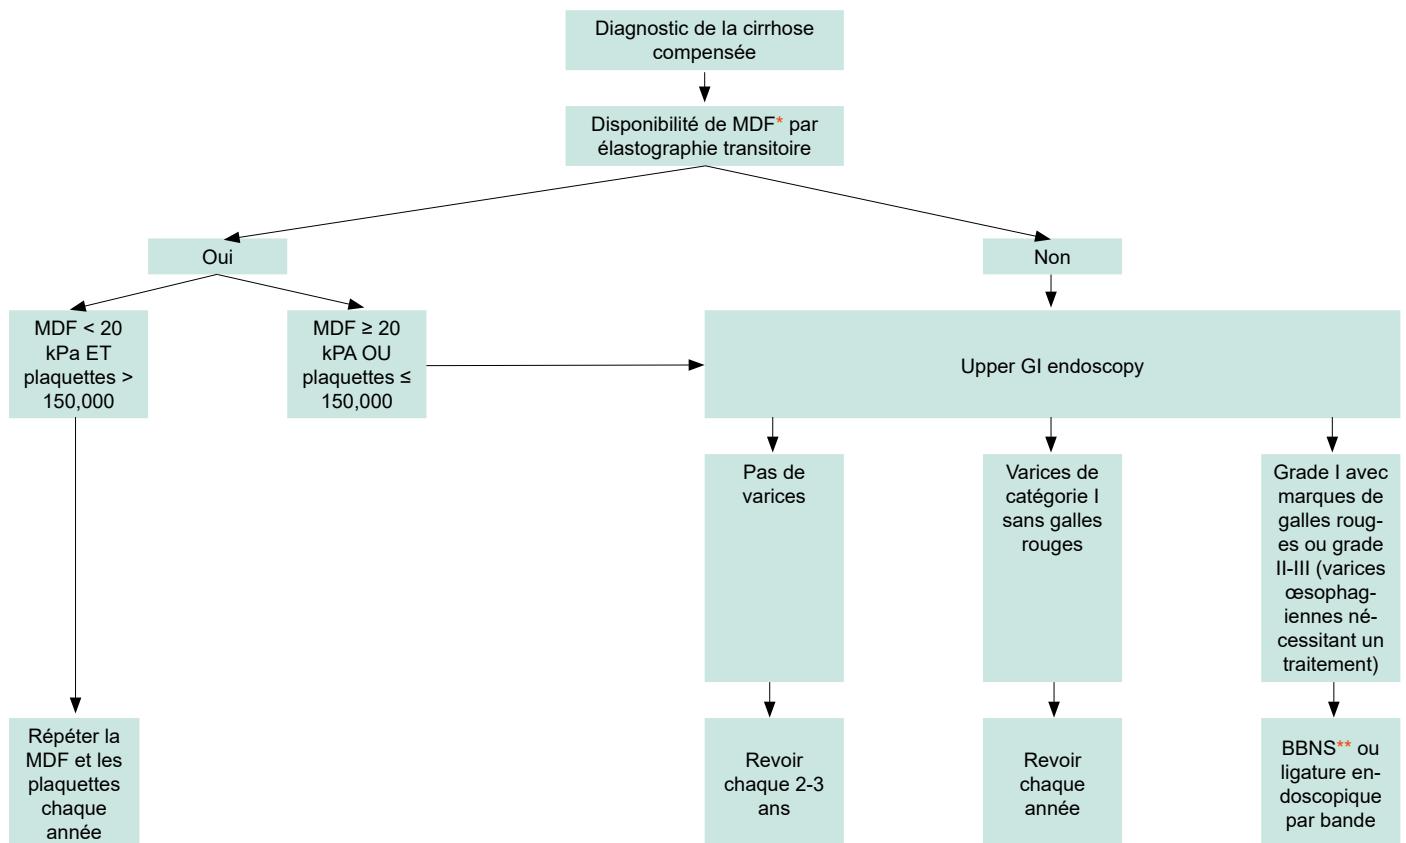 Diagnostic de la cirrhose
compensée
Disponibilité de MDF* par
élastographie transitoire
Oui
Non
MDF < 20
kPa ET
plaquettes >
150,000
MDF ≥ 20
kPA OU
plaquettes ≤
150,000
Upper GI endoscopy
Pas de
varices
Varices de
catégorie I
sans galles
rouges
Grade I avec
marques de
galles roug-
es ou grade
II-III (varices
œsophag-
iennes né-
cessitant un
traitement)
Répéter la
MDF et les
plaquettes
chaque
année
Revoir
chaque 2-3
ans
Revoir
chaque
année
BBNS** ou
ligature en-
doscopique
par bande